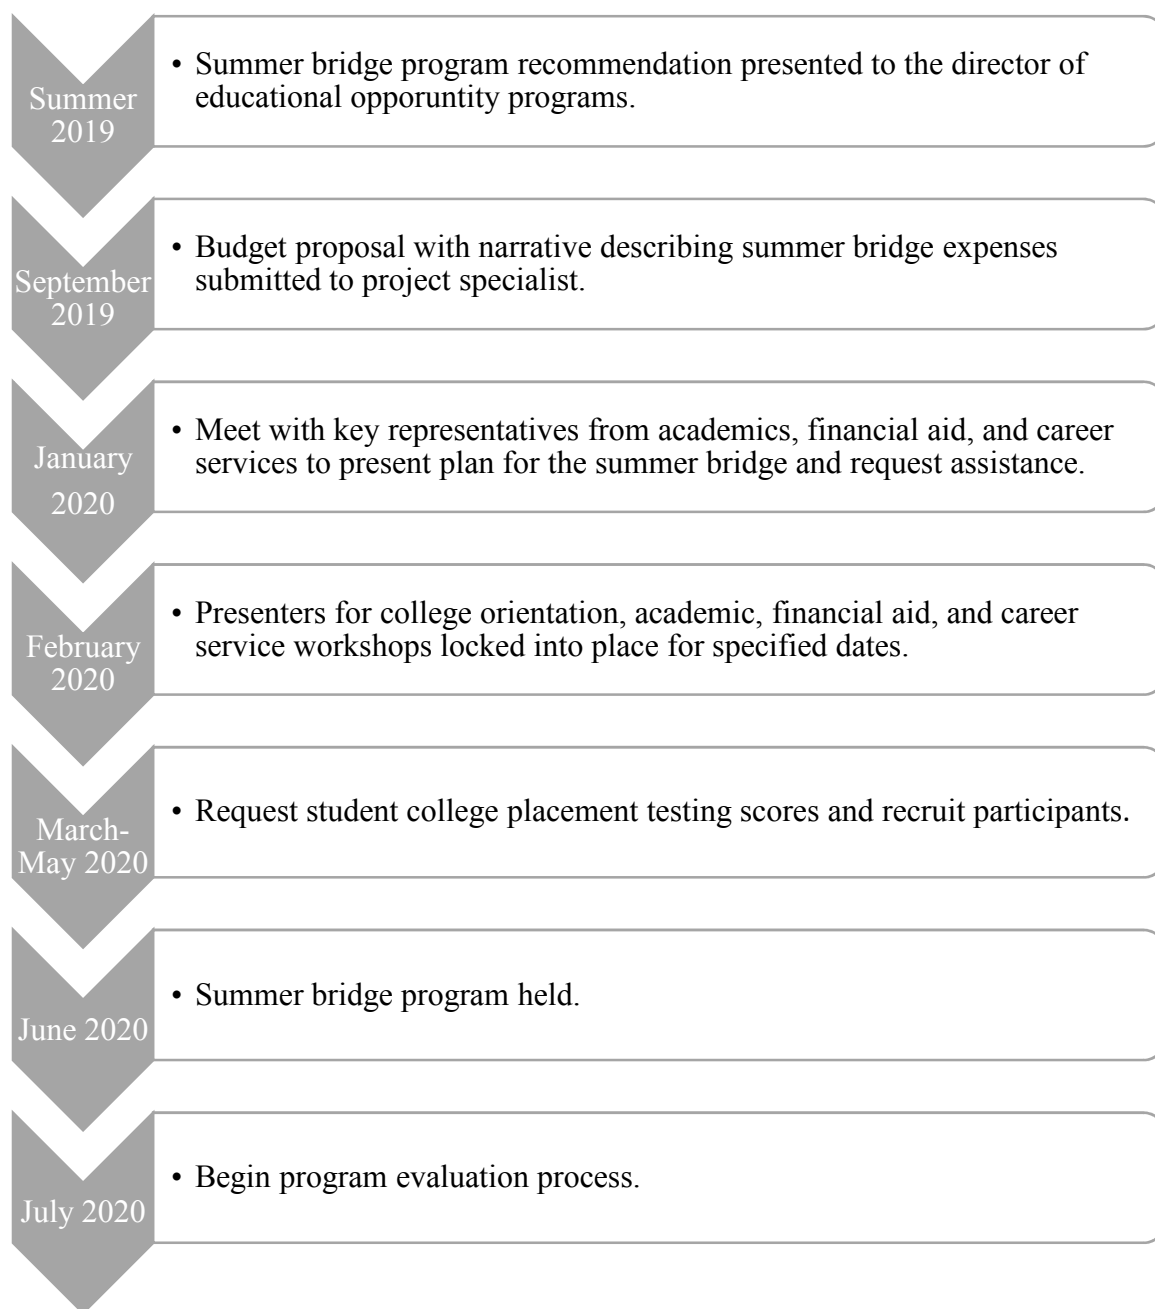 Summer
2019
• Summer bridge program recommendation presented to the director of
educational opporuntity programs.
September
2019
• Budget proposal with narrative describing summer bridge expenses
submitted to project specialist.
January
2020
• Meet with key representatives from academics, financial aid, and career
services to present plan for the summer bridge and request assistance.
February
2020
• Presenters for college orientation, academic, financial aid, and career
service workshops locked into place for specified dates.
March-
May 2020
• Request student college placement testing scores and recruit participants.
June 2020
• Summer bridge program held.
July 2020
• Begin program evaluation process.